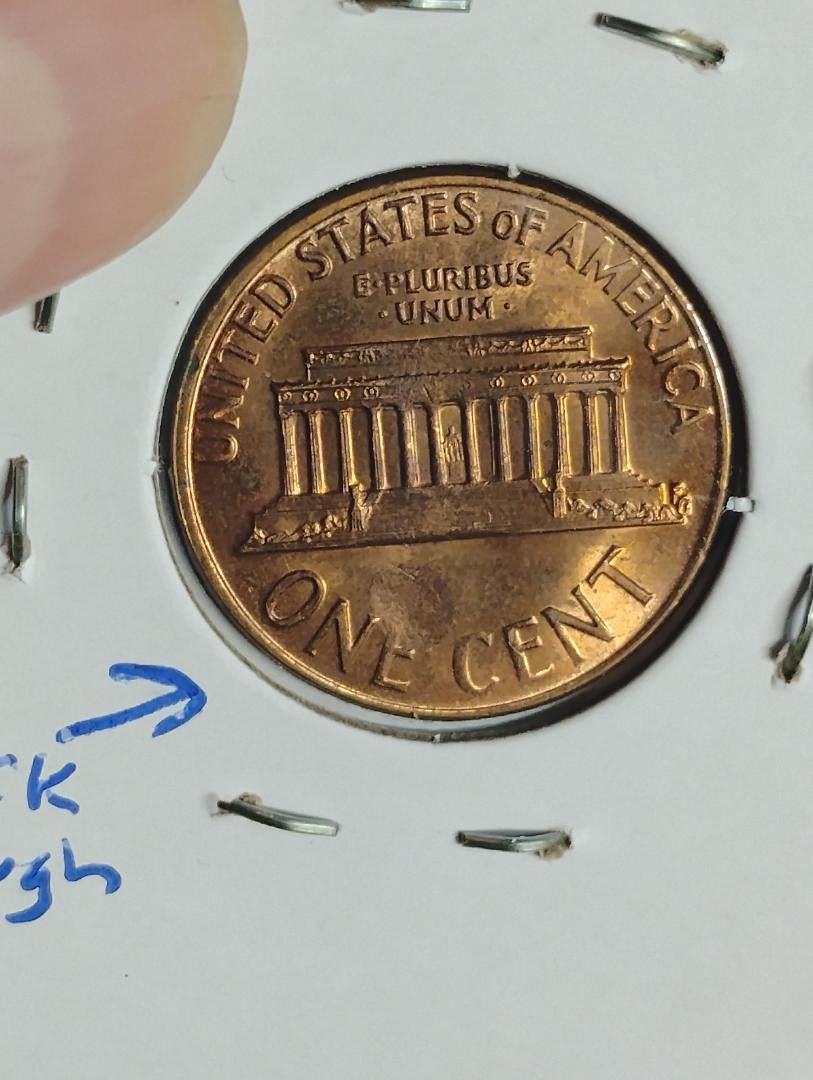 UNITED STATES OF AMERICA
E·PLURIBUS
·UNUM·
ONE CENT